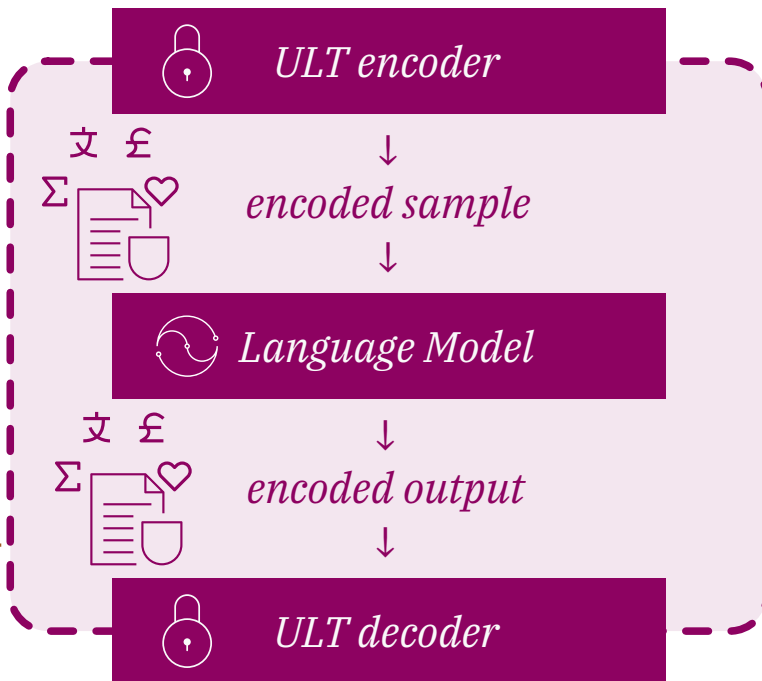 ULT encoder
↓
文 £
Σ
encoded sample
↓
Language Model
↓
文 £
Σ
encoded output
↓
ULT decoder